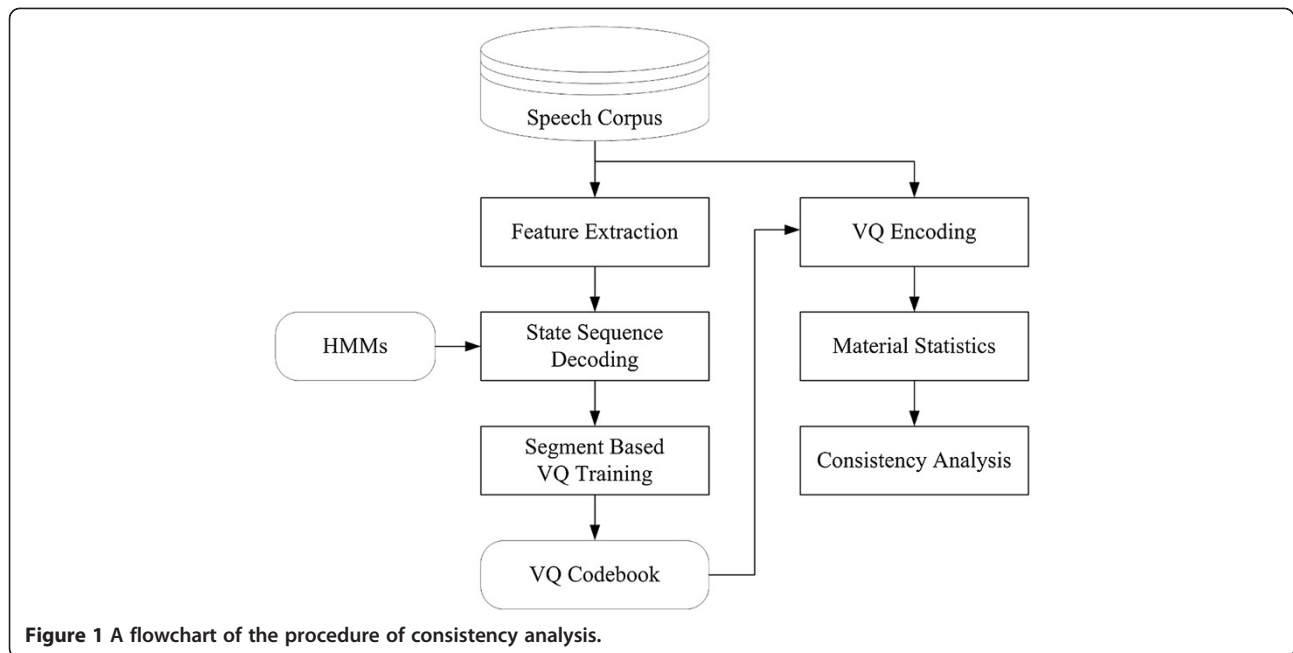 Speech Corpus
Feature Extraction
VQ Encoding
HMMs
State Sequence
Decoding
Material Statistics
Segment Based
VQ Training
Consistency Analysis
VQ Codebook
Figure 1 A flowchart of the procedure of consistency analysis.